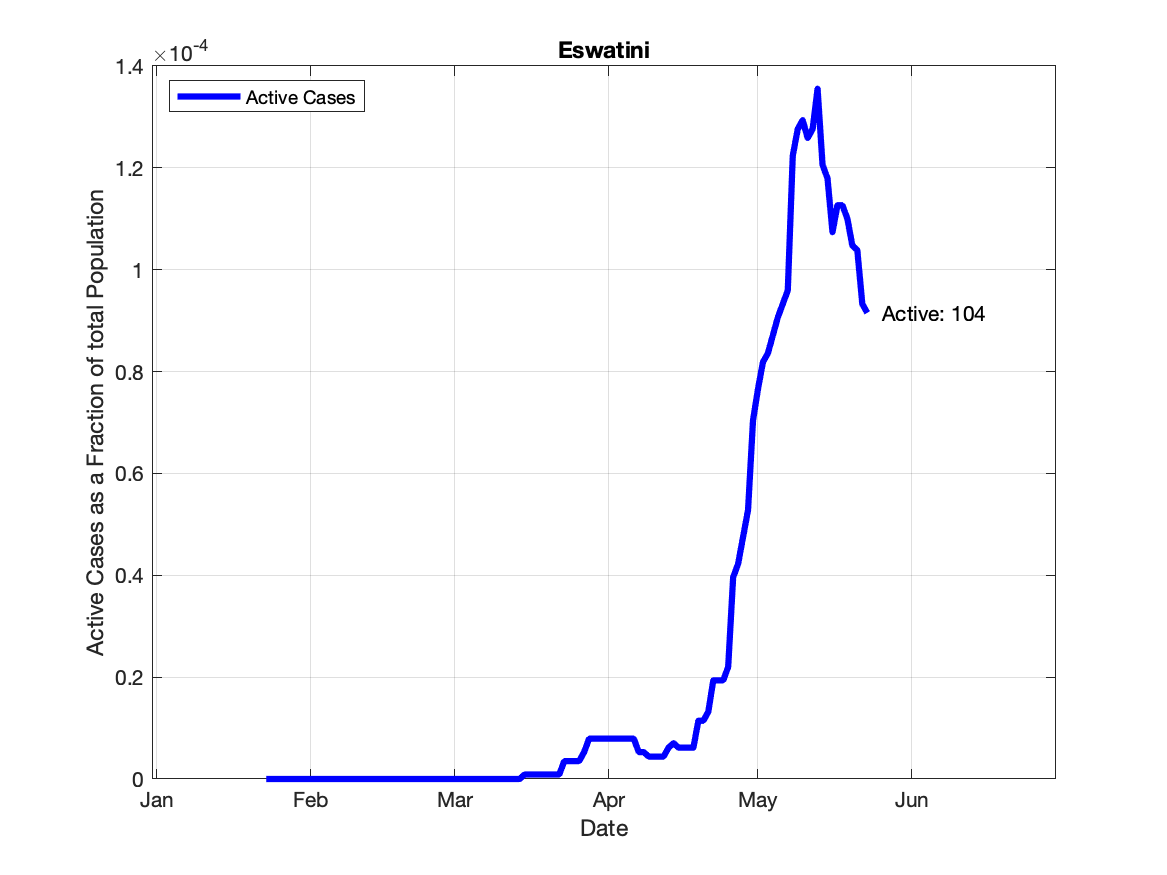 Eswatini
×10-4
Active Cases
1.4
1.2
1
0.8
0.6
0.4
0.2
0
Active Cases as a Fraction of total Population
Active: 104
Jan Feb Mar Apr May Jun
Date